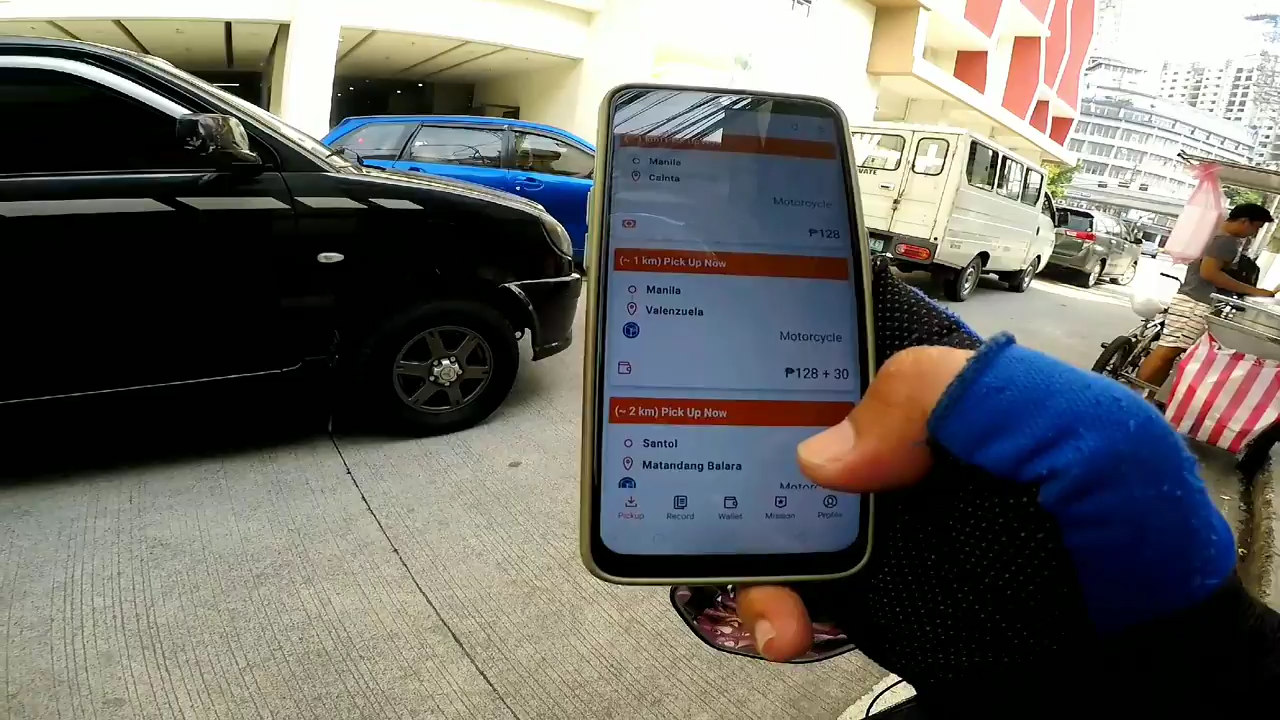 Manila
Cainta
Motorcycle
₱128
(~ 1 km) Pick Up Now
Manila
Valenzuela
Motorcycle
₱128 + 30
(~ 2 km) Pick Up Now
Santol
Matandang Balara
Pickup
Record
Wallet
Mission
Profile